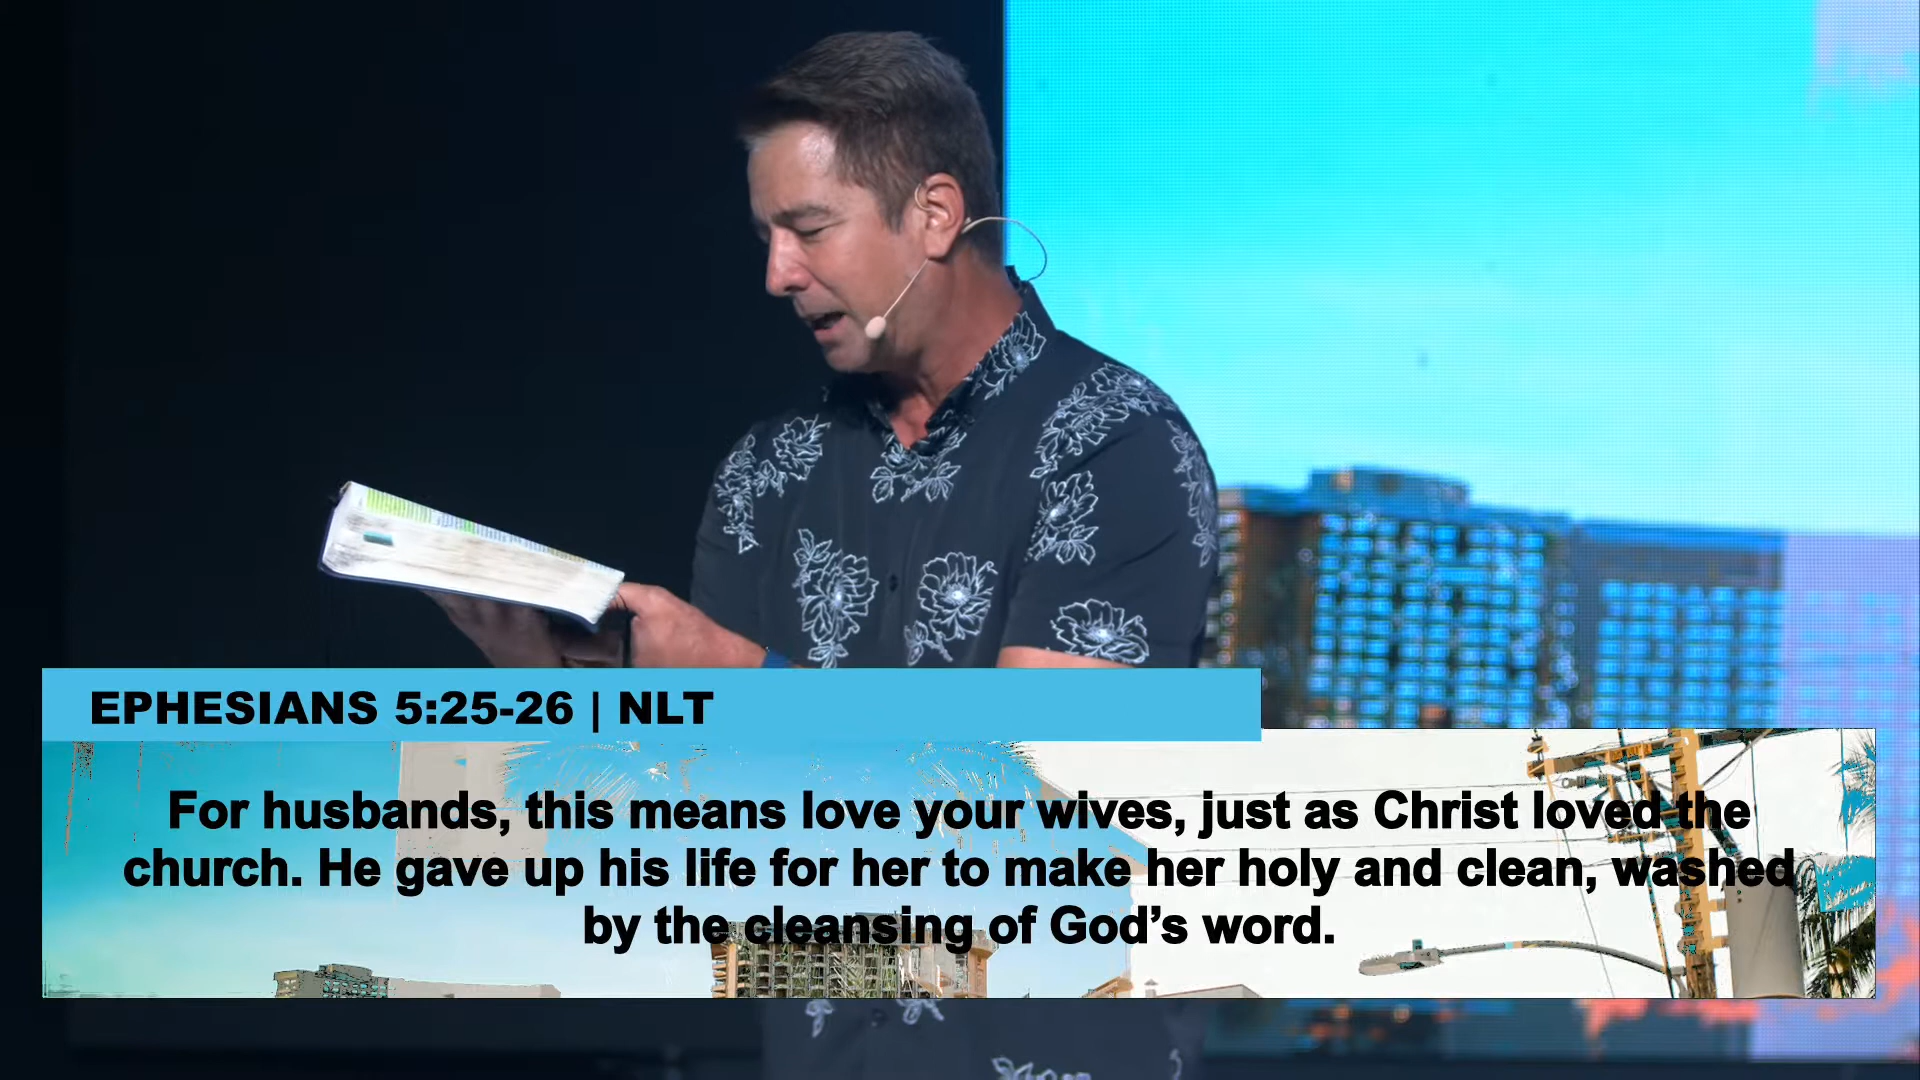 EPHESIANS 5:25-26 | NLT
For husbands, this means love your wives, just as Christ loved the
church. He gave up his life for her to make her holy and clean, washed
by the cleansing of God’s word.